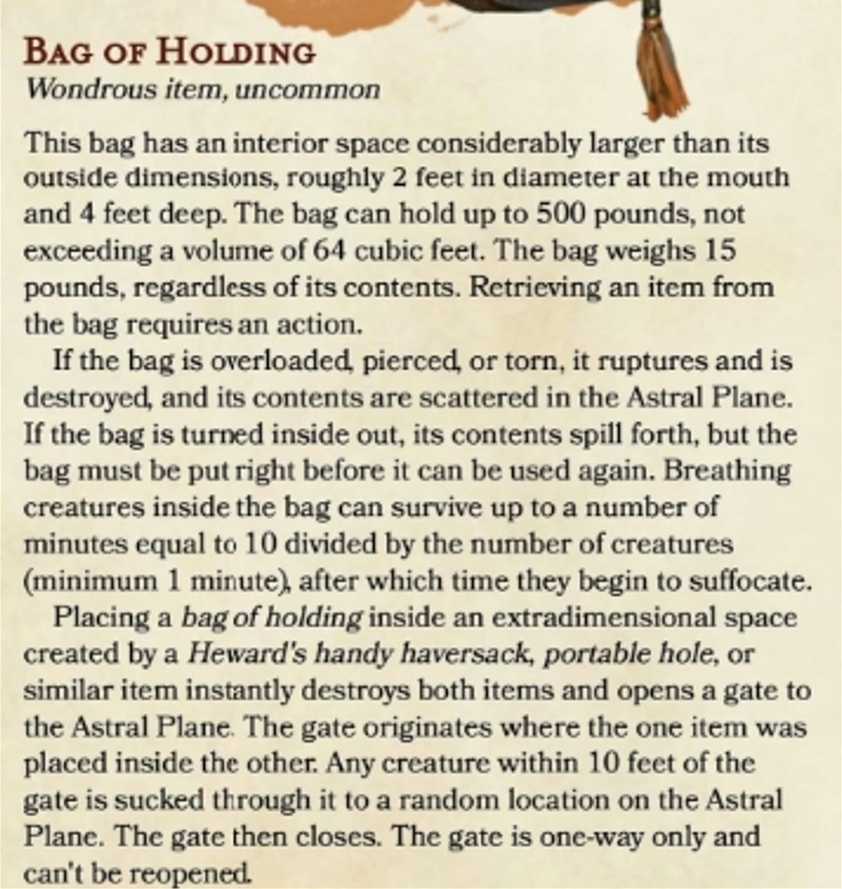 BAG OF HOLDING
Wondrous item, uncommon
This bag has an interior space considerably larger than its
outside dimensions, roughly 2 feet in diameter at the mouth
and 4 feet deep. The bag can hold up to 500 pounds, not
exceeding a volume of 64 cubic feet. The bag weighs 15
pounds, regardless of its contents. Retrieving an item from
the bag requires an action.
If the bag is overloaded, pierced, or torn, it ruptures and is
destroyed, and its contents are scattered in the Astral Plane.
If the bag is turned inside out, its contents spill forth, but the
bag must be put right before it can be used again. Breathing
creatures inside the bag can survive up to a number of
minutes equal to 10 divided by the number of creatures
(minimum 1 minute), after which time they begin to suffocate.
Placing a bag of holding inside an extradimensional space
created by a Heward's handy haversack, portable hole, or
similar item instantly destroys both items and opens a gate to
the Astral Plane. The gate originates where the one item was
placed inside the other. Any creature within 10 feet of the
gate is sucked through it to a random location on the Astral
Plane. The gate then closes. The gate is one-way only and
can't be reopened.